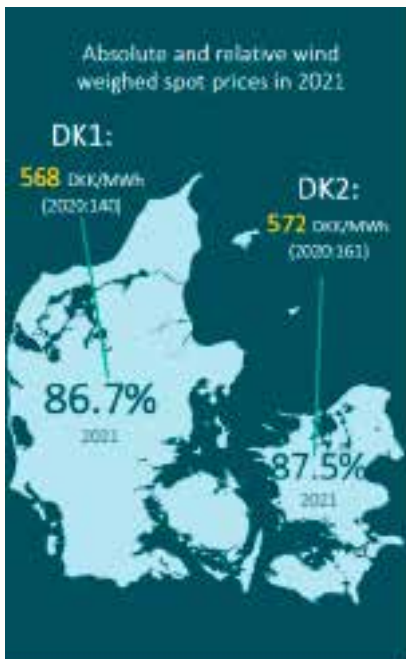 Absolute and relative wind
weighed spot prices in 2021
DK1:
568 DKK/MWh
(2020:140)
DK2:
572 DKK/MWh
(2020:161)
86.7%
2021
87.5%
2021